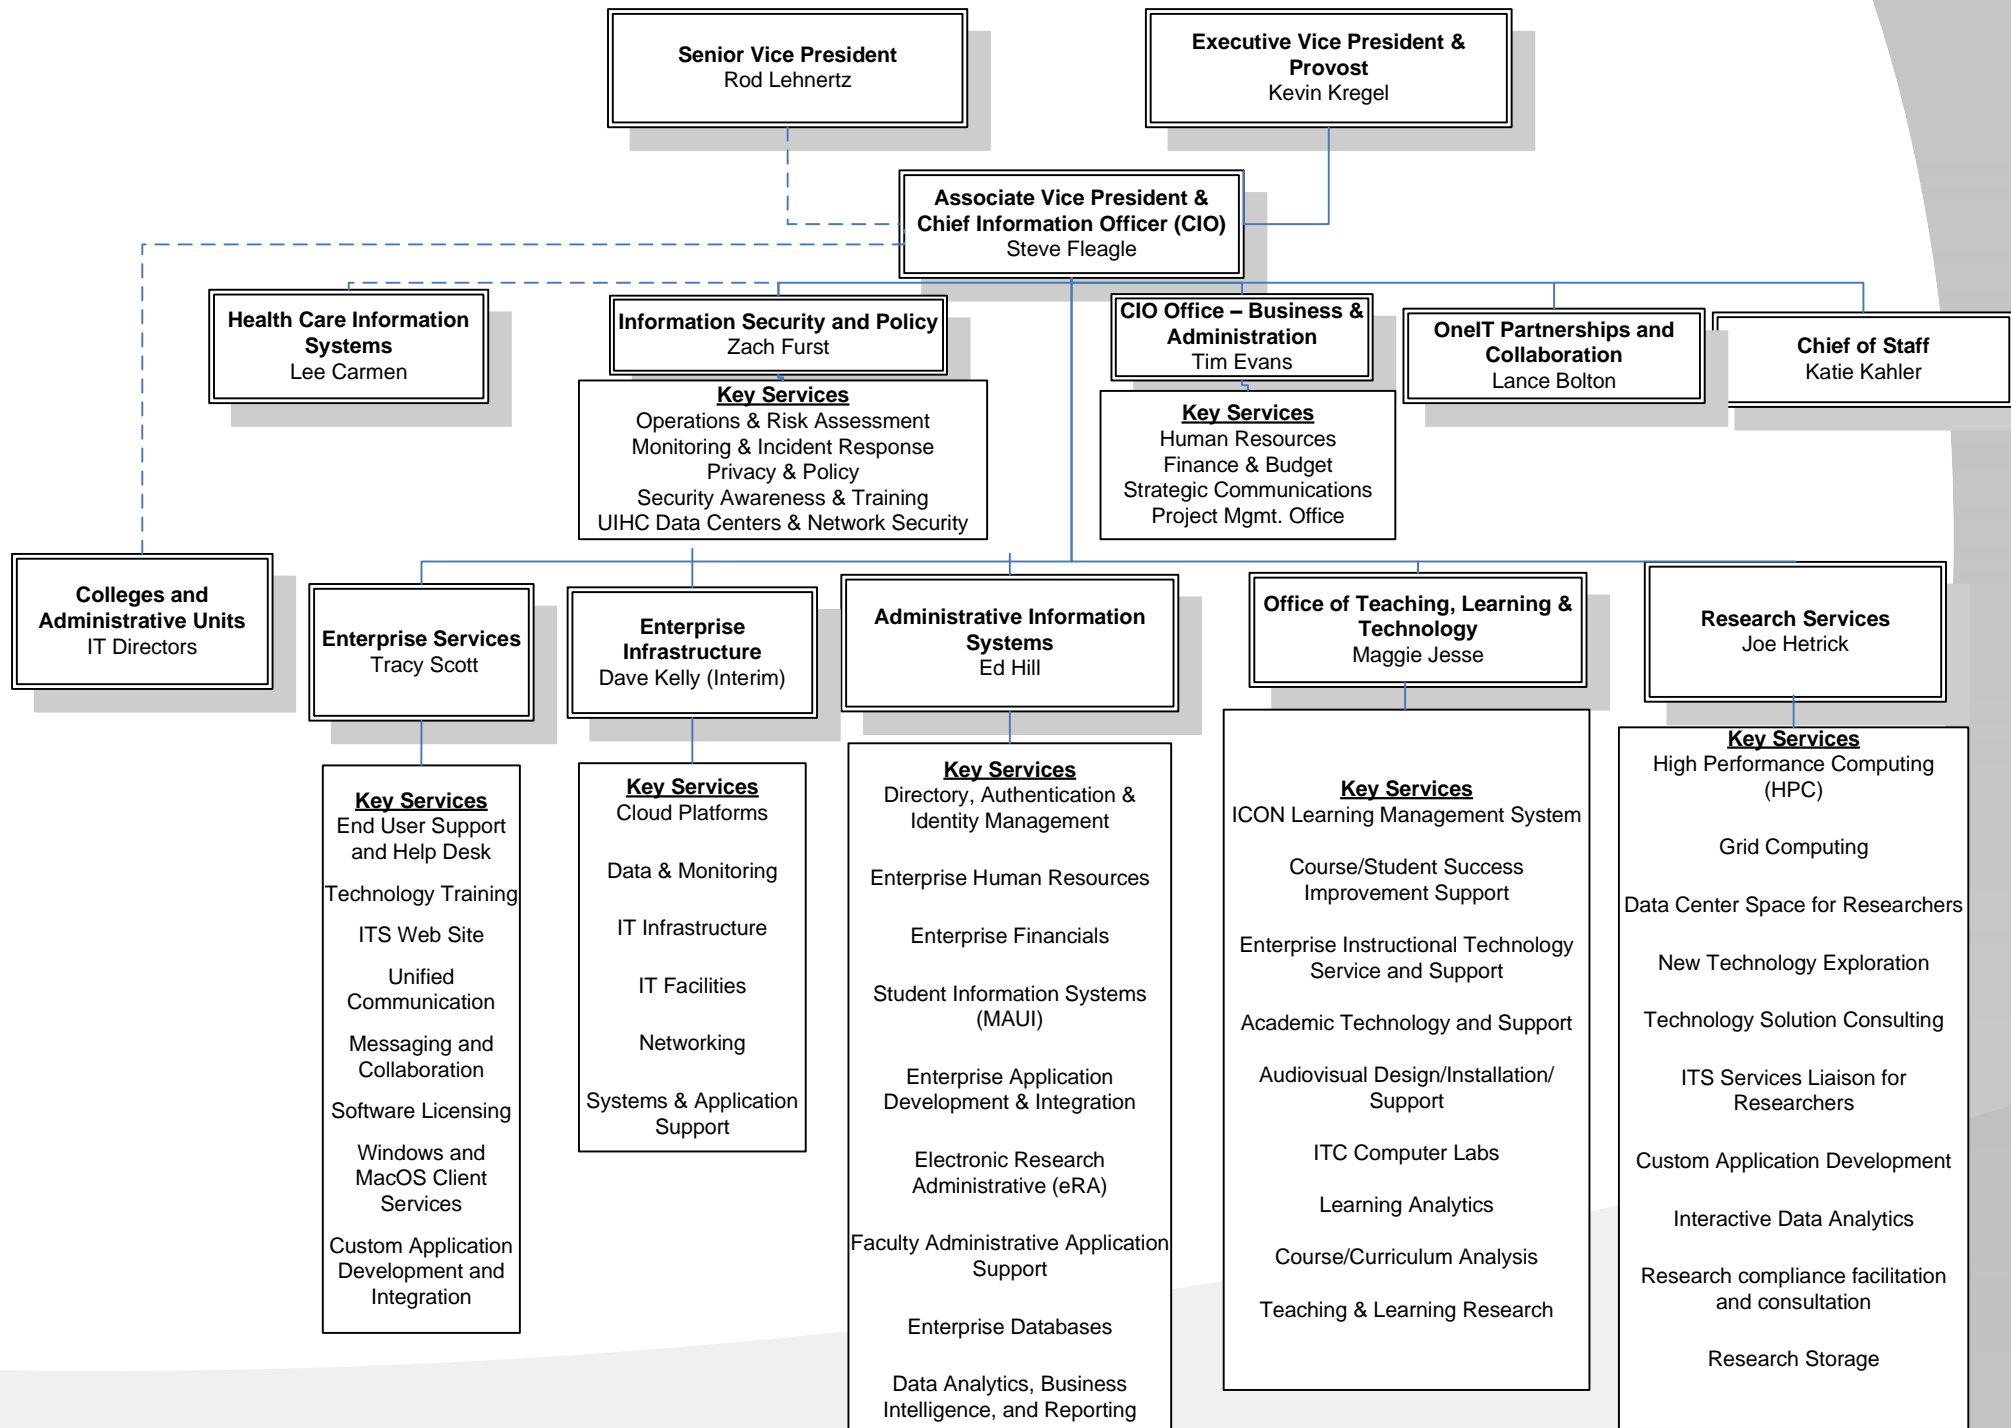 Senior Vice President
Rod Lehnertz
Executive Vice President &
Provost
Kevin Kregel
Associate Vice President &
Chief Information Officer (CIO)
Steve Fleagle
Health Care Information
Systems
Lee Carmen
Information Security and Policy
Zach Furst
Key Services
Operations & Risk Assessment
Monitoring & Incident Response
Privacy & Policy
Security Awareness & Training
UIHC Data Centers & Network Security
CIO Office – Business &
Administration
Tim Evans
Key Services
Human Resources
Finance & Budget
Strategic Communications
Project Mgmt. Office
OneIT Partnerships and
Collaboration
Lance Bolton
Chief of Staff
Katie Kahler
Colleges and
Administrative Units
IT Directors
Enterprise Services
Tracy Scott
Key Services
End User Support
and Help Desk
Technology Training
ITS Web Site
Unified
Communication
Messaging and
Collaboration
Software Licensing
Windows and
MacOS Client
Services
Custom Application
Development and
Integration
Enterprise
Infrastructure
Dave Kelly (Interim)
Key Services
Cloud Platforms
Data & Monitoring
IT Infrastructure
IT Facilities
Networking
Systems & Application
Support
Administrative Information
Systems
Ed Hill
Key Services
Directory, Authentication &
Identity Management
Enterprise Human Resources
Enterprise Financials
Student Information Systems
(MAUI)
Enterprise Application
Development & Integration
Electronic Research
Administrative (eRA)
Faculty Administrative Application
Support
Enterprise Databases
Data Analytics, Business
Intelligence, and Reporting
Office of Teaching, Learning &
Technology
Maggie Jesse
Key Services
ICON Learning Management System
Course/Student Success
Improvement Support
Enterprise Instructional Technology
Service and Support
Academic Technology and Support
Audiovisual Design/Installation/
Support
ITC Computer Labs
Learning Analytics
Course/Curriculum Analysis
Teaching & Learning Research
Research Services
Joe Hetrick
Key Services
High Performance Computing
(HPC)
Grid Computing
Data Center Space for Researchers
New Technology Exploration
Technology Solution Consulting
ITS Services Liaison for
Researchers
Custom Application Development
Interactive Data Analytics
Research compliance facilitation
and consultation
Research Storage